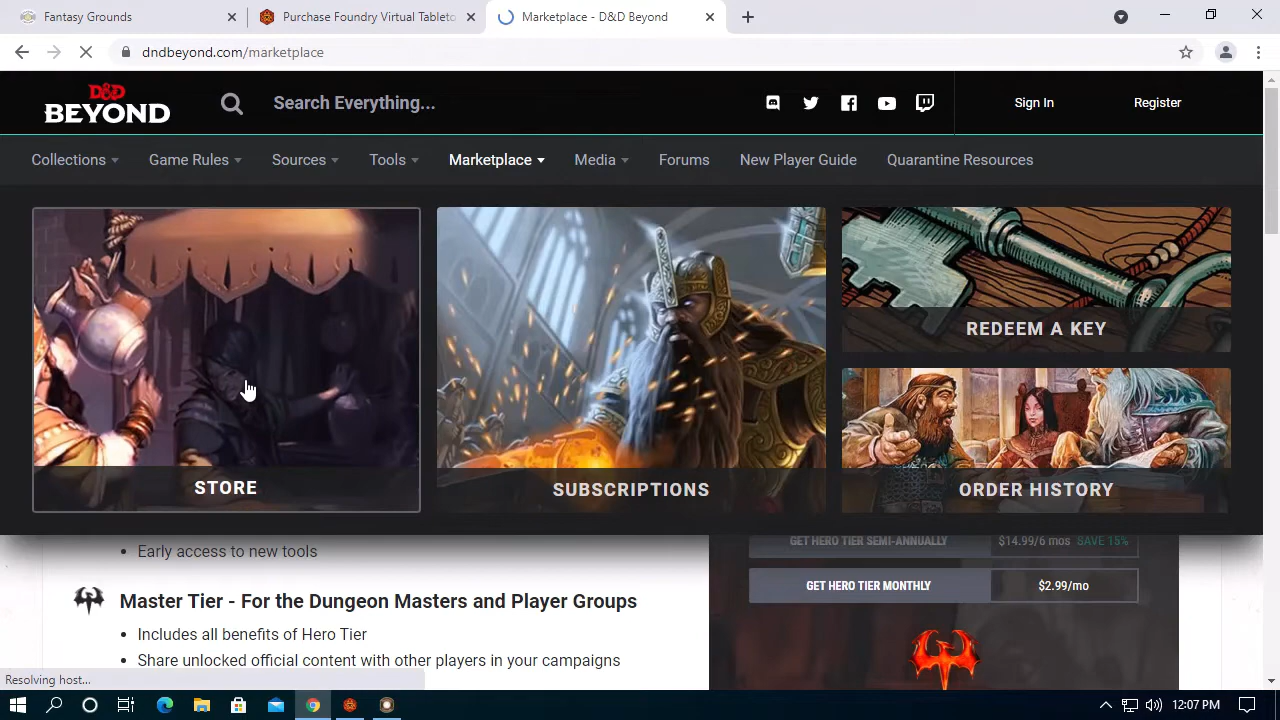 Fantasy Grounds
Purchase Foundry Virtual Tableto
Marketplace - D&D Beyond
dndbeyond.com/marketplace
D&D BEYOND
Search Everything...
Sign In
Register
Collections
Game Rules
Sources
Tools
Marketplace
Media
Forums
New Player Guide
Quarantine Resources
STORE
SUBSCRIPTIONS
REDEEM A KEY
ORDER HISTORY
• Early access to new tools
GET HERO TIER SEMI-ANNUALLY
$14.99/6 mos SAVE 15%
GET HERO TIER MONTHLY
$2.99/mo
Master Tier - For the Dungeon Masters and Player Groups
• Includes all benefits of Hero Tier
• Share unlocked official content with other players in your campaigns
Resolving host...
12:07 PM